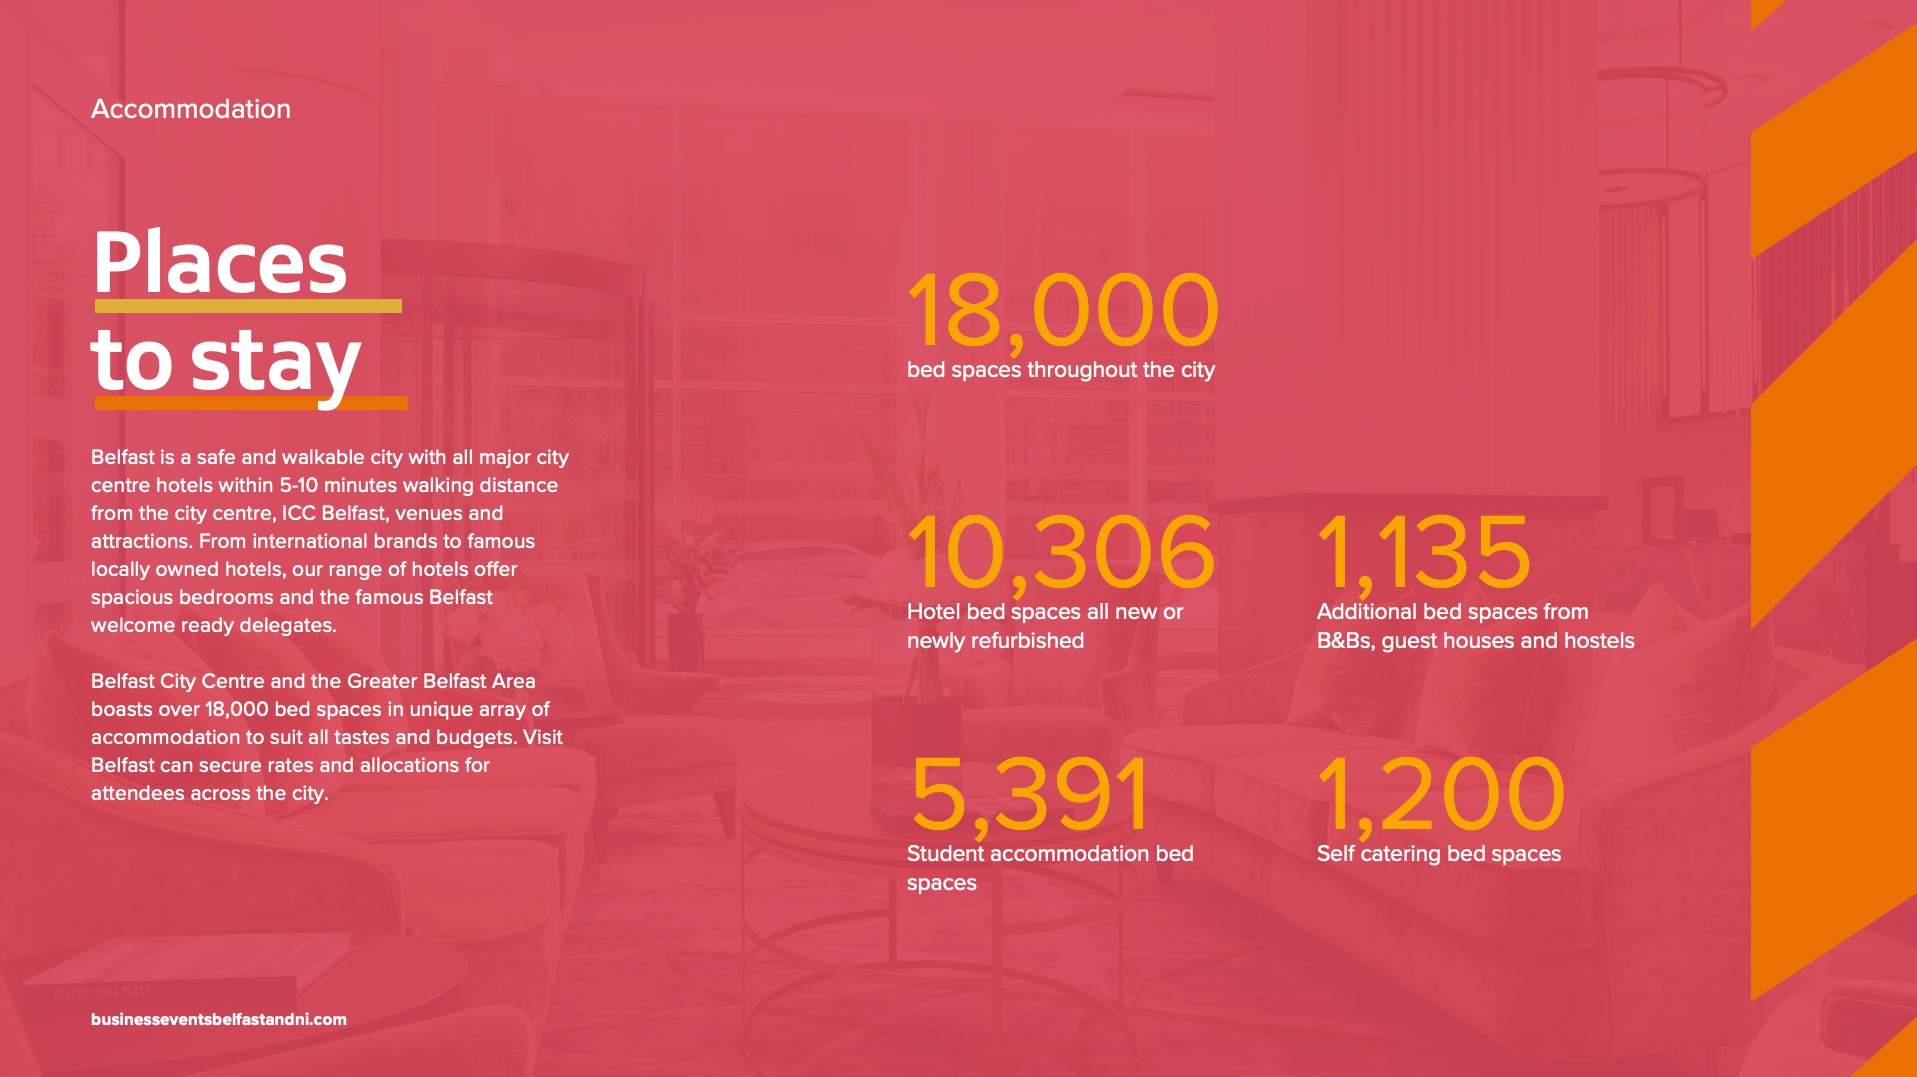 Accommodation
Places
to stay
Belfast is a safe and walkable city with all major city
centre hotels within 5-10 minutes walking distance
from the city centre, ICC Belfast, venues and
attractions. From international brands to famous
locally owned hotels, our range of hotels offer
spacious bedrooms and the famous Belfast
welcome ready delegates.
Belfast City Centre and the Greater Belfast Area
boasts over 18,000 bed spaces in unique array of
accommodation to suit all tastes and budgets. Visit
Belfast can secure rates and allocations for
attendees across the city.
18,000
bed spaces throughout the city
10,306
Hotel bed spaces all new or
newly refurbished
1,135
Additional bed spaces from
B&Bs, guest houses and hostels
5,391
Student accommodation bed
spaces
1,200
Self catering bed spaces
BELFAST ON A PLATE
businesseventsbelfastandni.com